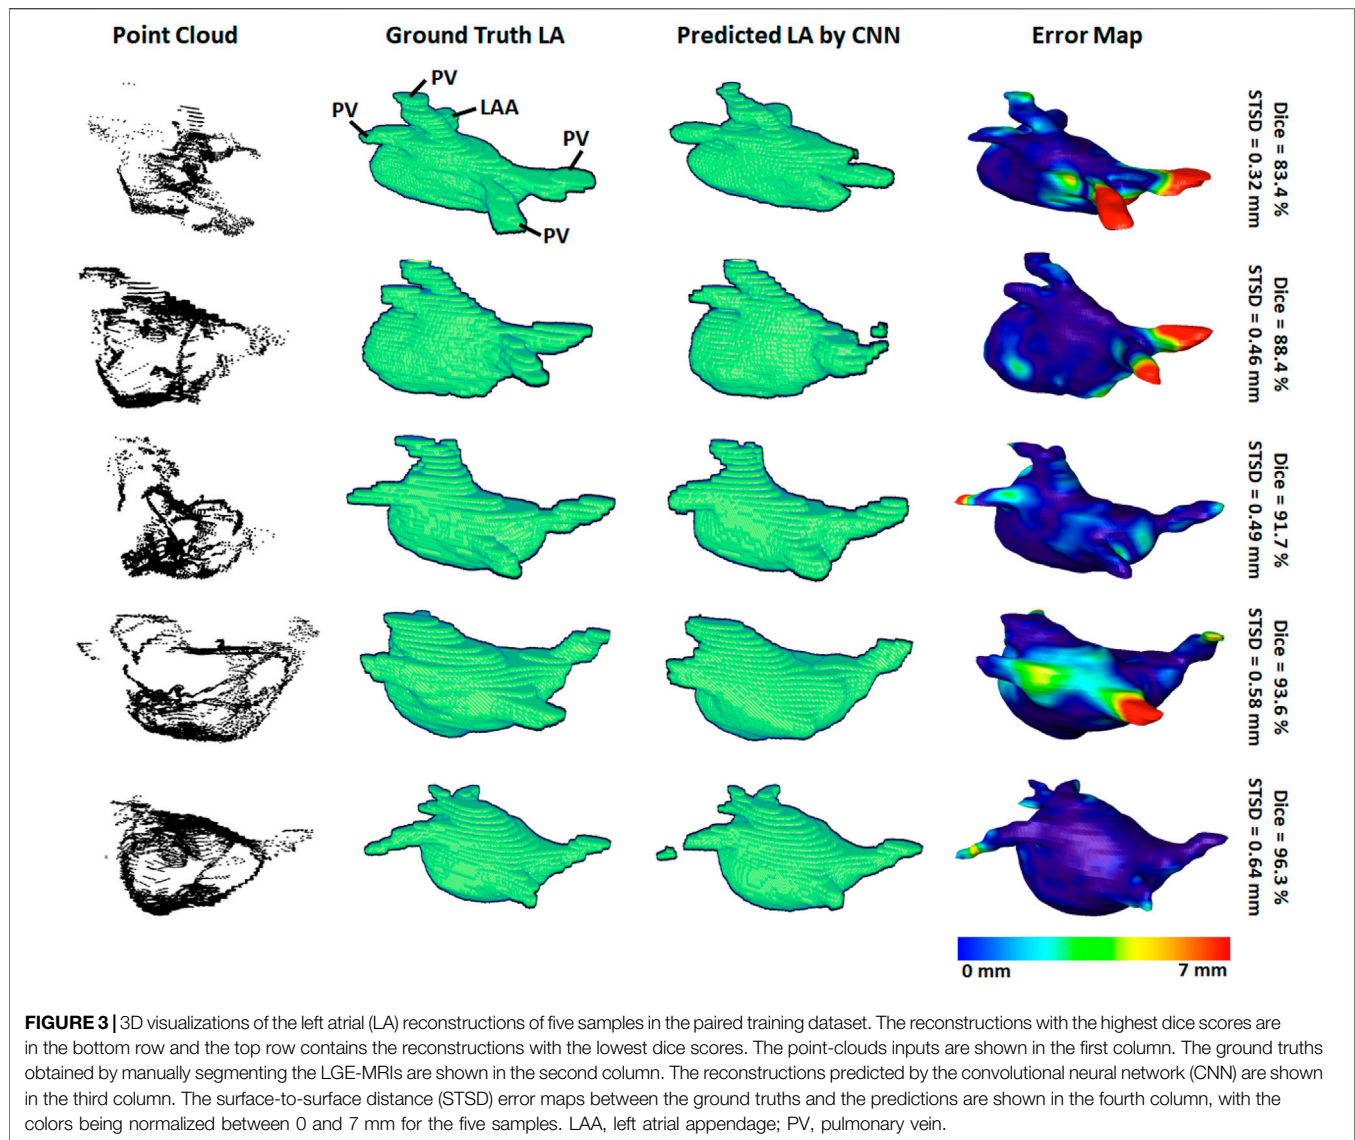 Point Cloud
Ground Truth LA
Predicted LA by CNN
Error Map
PV
LAA
PV
PV
PV
Dice = 83.4 %
STSD = 0.32 mm
Dice = 88.4 %
STSD = 0.46 mm
Dice = 91.7 %
STSD = 0.49 mm
Dice = 93.6 %
STSD = 0.58 mm
Dice = 96.3 %
STSD = 0.64 mm
0 mm
7 mm
FIGURE 3 | 3D visualizations of the left atrial (LA) reconstructions of five samples in the paired training dataset. The reconstructions with the highest dice scores are
in the bottom row and the top row contains the reconstructions with the lowest dice scores. The point-clouds inputs are shown in the first column. The ground truths
obtained by manually segmenting the LGE-MRIs are shown in the second column. The reconstructions predicted by the convolutional neural network (CNN) are shown
in the third column. The surface-to-surface distance (STSD) error maps between the ground truths and the predictions are shown in the fourth column, with the
colors being normalized between 0 and 7 mm for the five samples. LAA, left atrial appendage; PV, pulmonary vein.